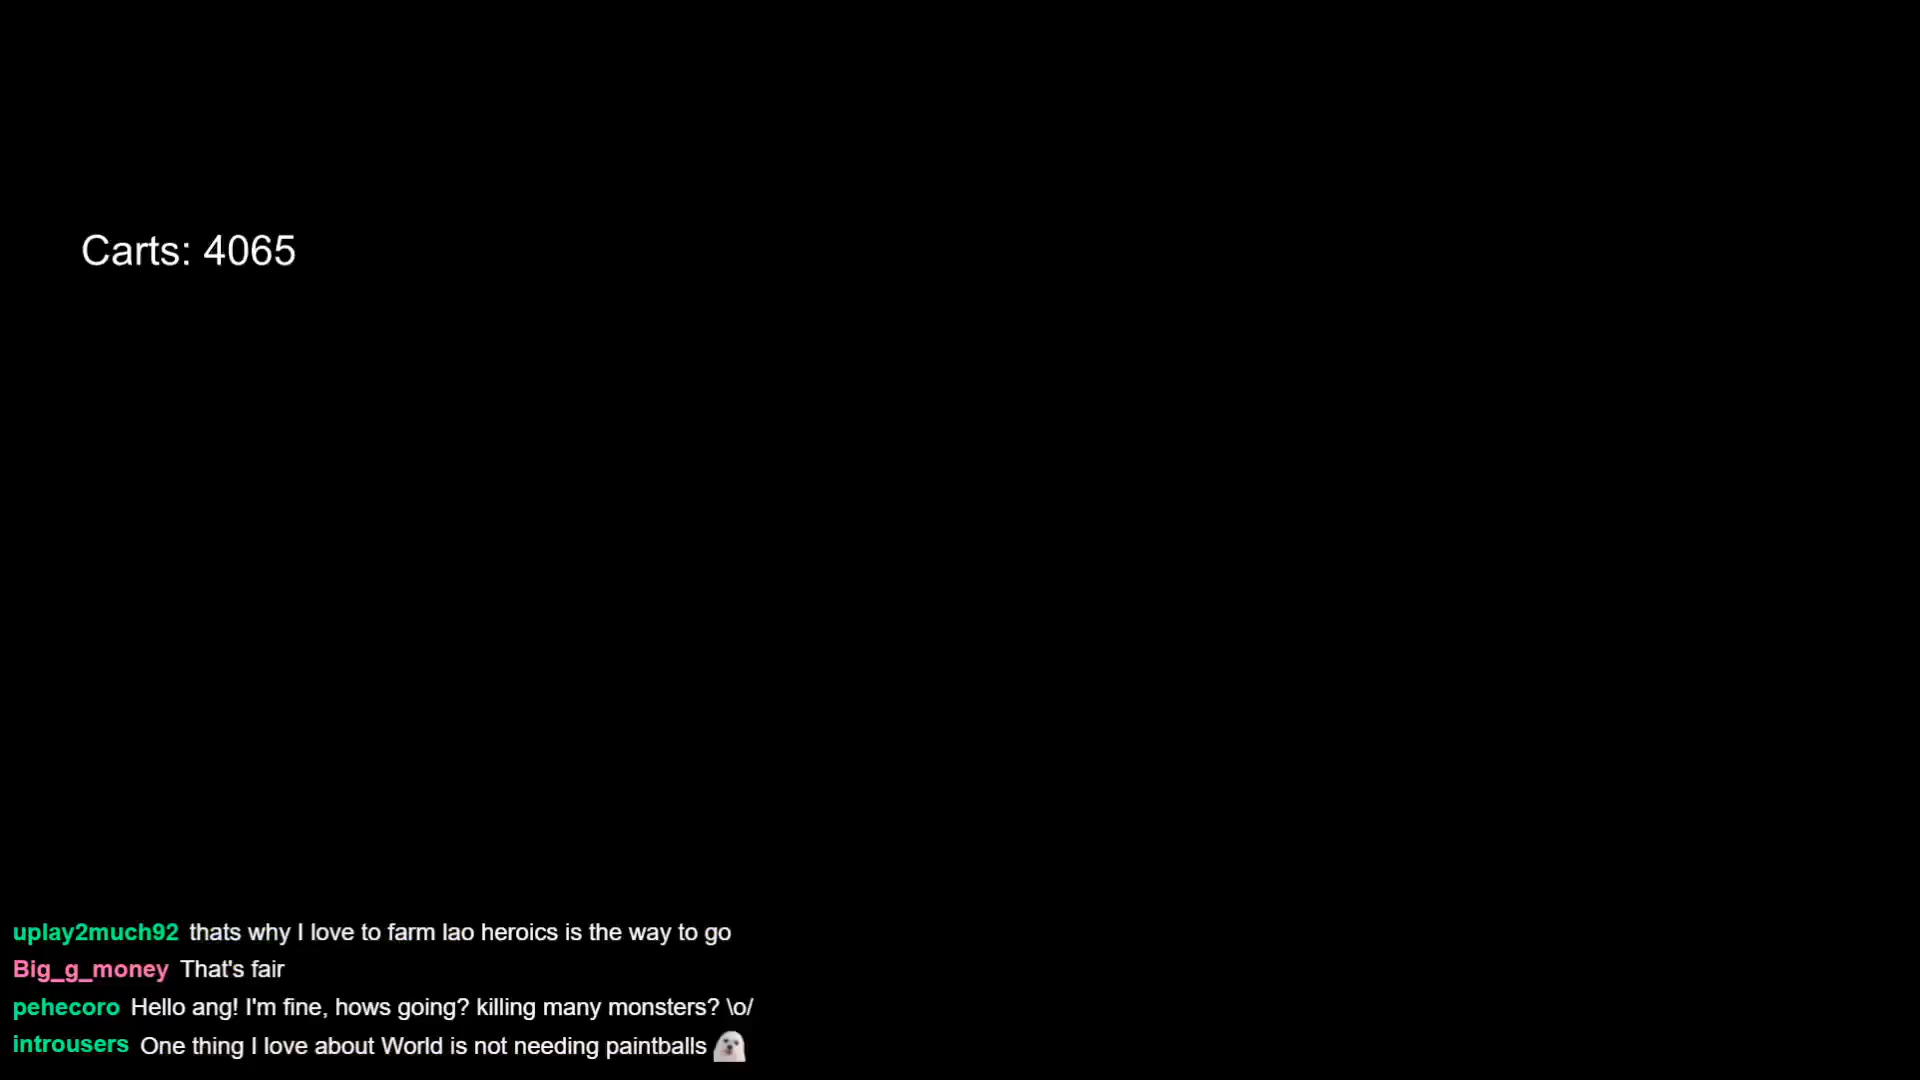 Carts: 4065
uplay2much92 thats why I love to farm lao heroics is the way to go
Big_g_money That's fair
pehecoro Hello ang! I'm fine, hows going? killing many monsters? \o/
introusers One thing I love about World is not needing paintballs